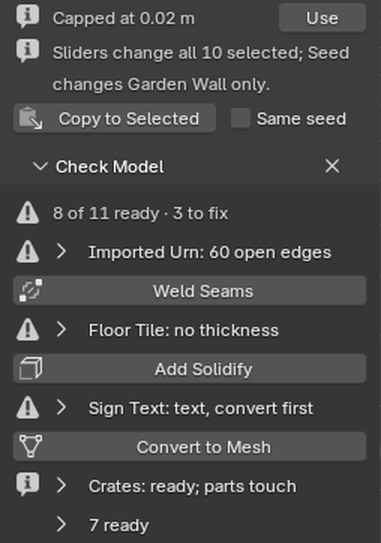 Capped at 0.02 m Use
Sliders change all 10 selected; Seed
changes Garden Wall only.
Copy to Selected Same seed
Check Model
8 of 11 ready · 3 to fix
Imported Urn: 60 open edges
Weld Seams
Floor Tile: no thickness
Add Solidify
Sign Text: text, convert first
Convert to Mesh
Crates: ready; parts touch
7 ready